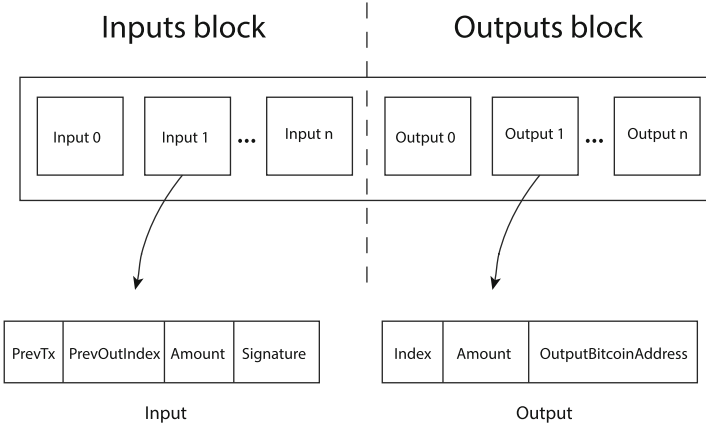 Inputs block
Outputs block
Input 0
Input 1
...
Input n
Output 0
Output 1
...
Output n
PrevTx
PrevOutIndex
Amount
Signature
Index
Amount
OutputBitcoinAddress
Input
Output